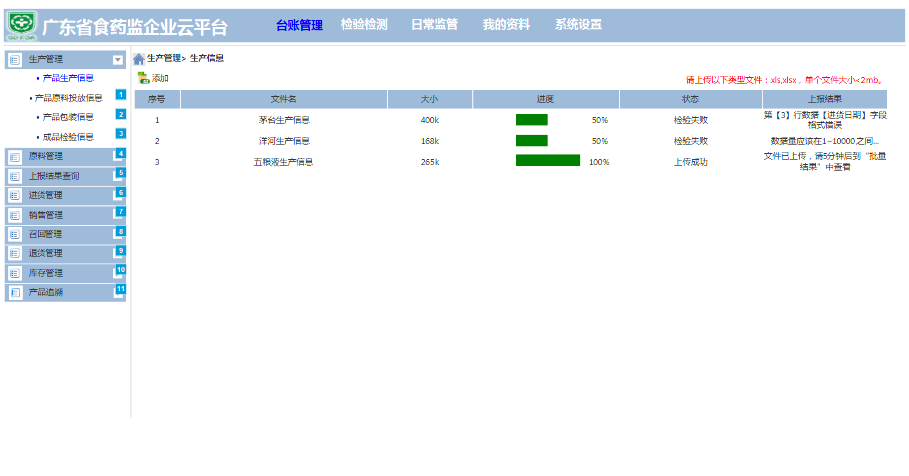 广东省食药监企业云平台
台账管理 检验检测 日常监管 我的资料 系统设置
生产管理
• 产品生产信息
• 产品原料投放信息 1
• 产品包装信息 2
• 成品检验信息 3
原料管理 4
上报结果查询 5
进货管理 6
销售管理 7
召回管理 8
退货管理 9
库存管理 10
产品追溯 11
生产管理> 生产信息
添加
请上传以下类型文件：xls,xlsx，单个文件大小<2mb。
序号 文件名 大小 进度 状态 上报结果
1 茅台生产信息 400k 50% 检验失败 第【3】行数据【进货日期】字段
格式错误
2 洋河生产信息 168k 50% 检验失败 数据量应该在1~10000之间...
3 五粮液生产信息 265k 100% 上传成功 文件已上传，请5分钟后到“批量
结果”中查看